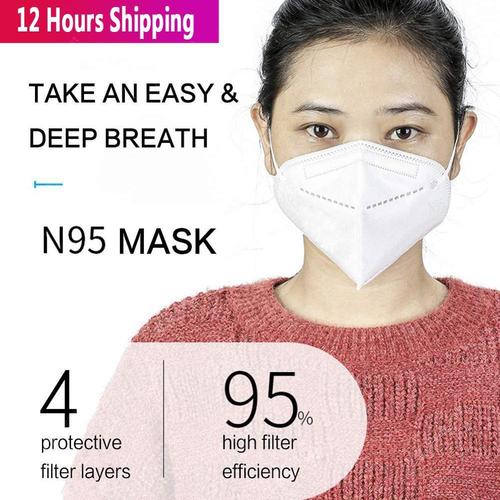 12 Hours Shipping
TAKE AN EASY &
DEEP BREATH
N95 MASK
4
protective
filter layers
95%
high filter
efficiency